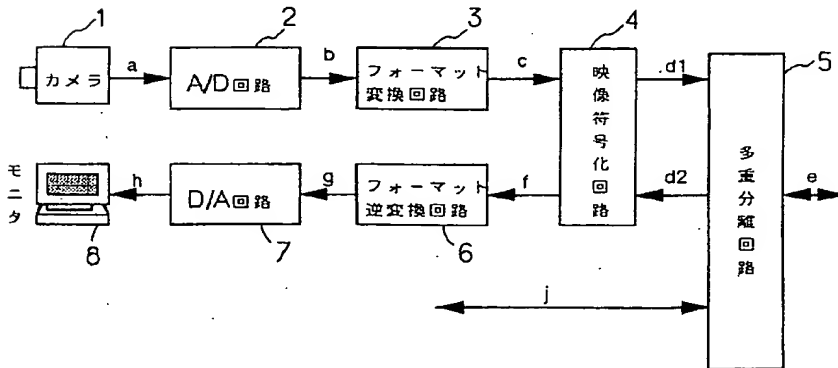 1
2
3
4
5
カメラ
a
A/D回路
b
フォーマット
変換回路
c
映像符号化回路
d1
多重分離回路
e
モニタ
h
D/A回路
g
フォーマット
逆変換回路
f
d2
8
7
6
j